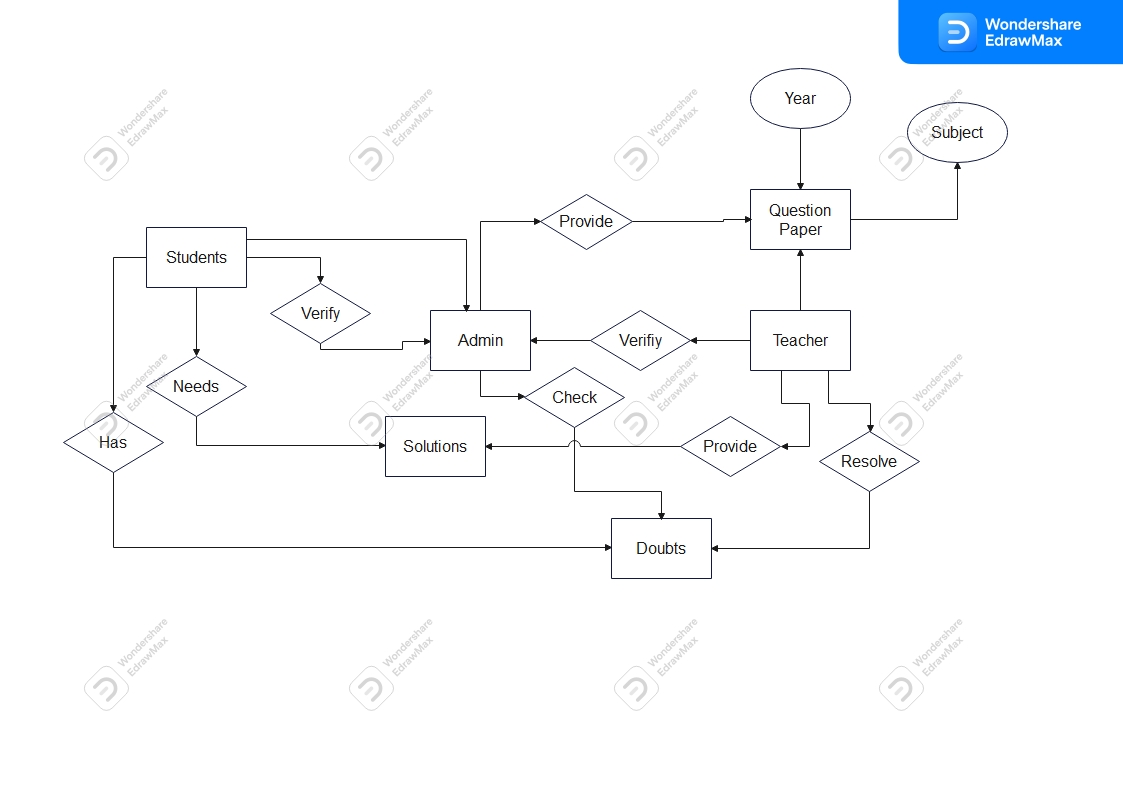 Wondershare
EdrawMax
Year
Subject
Question
Paper
Provide
Students
Verify
Admin
Verifiy
Teacher
Needs
Check
Has
Solutions
Provide
Resolve
Doubts
Wondershare
EdrawMax
Wondershare
EdrawMax
Wondershare
EdrawMax
Wondershare
EdrawMax
Wondershare
EdrawMax
Wondershare
EdrawMax
Wondershare
EdrawMax
Wondershare
EdrawMax
Wondershare
EdrawMax
Wondershare
EdrawMax
Wondershare
EdrawMax
Wondershare
EdrawMax